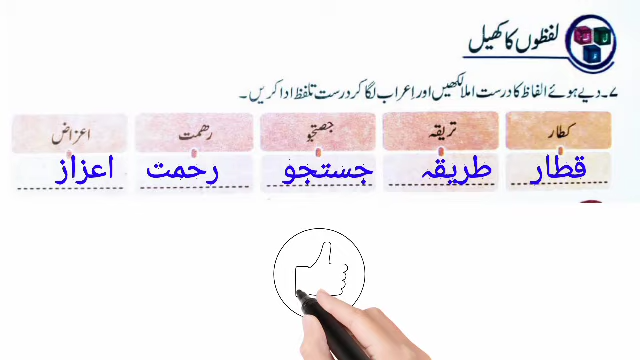 لفظوں کا کھیل
۷۔ دیے ہوئے الفاظ کا درست املا لکھیں اور اعراب لگا کر درست تلفظ ادا کریں۔
کطار تریقہ جصتجو رھمت اعزاض
قطار طریقہ جستجو رحمت اعزاز